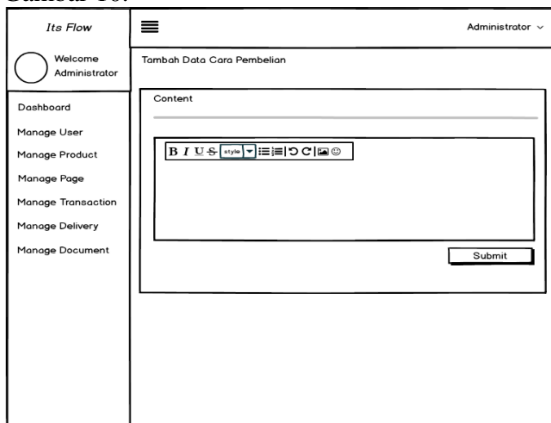 Gambar 10.
Its Flow
Administrator
Welcome
Administrator
Tambah Data Cara Pembelian
Dashboard
Manage User
Manage Product
Manage Page
Manage Transaction
Manage Delivery
Manage Document
Content
B I U S style
Submit